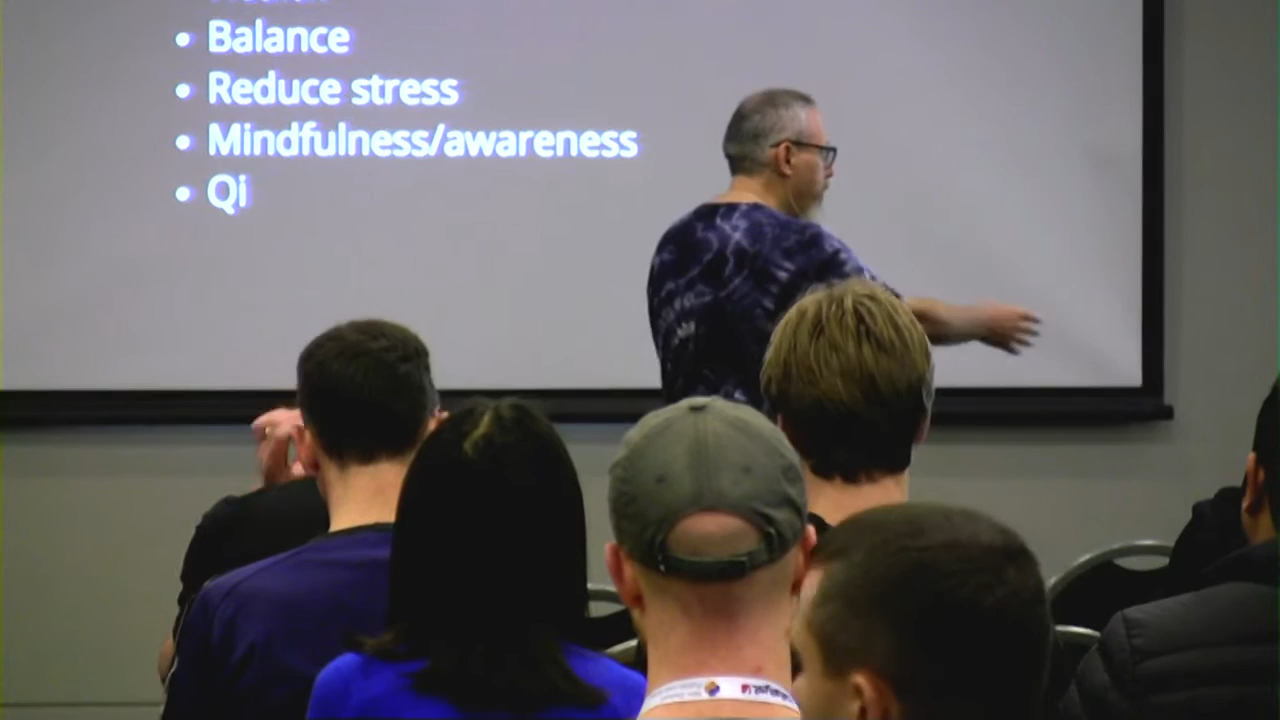 • Balance
• Reduce stress
• Mindfulness/awareness
• Qi